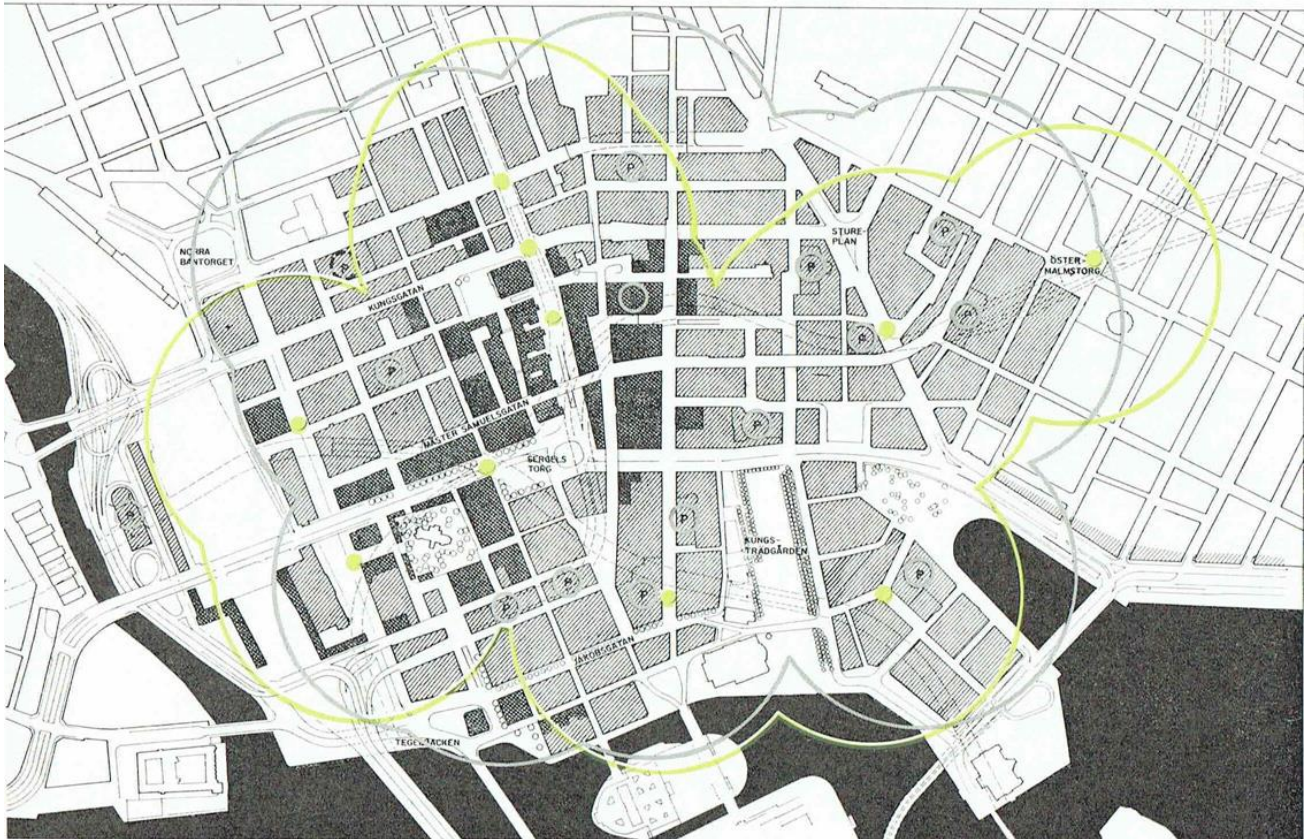 NORRA
BANTORGET
KUNGSGATAN
STURE-
PLAN
ÖSTER-
MALMSTORG
MÄSTER SAMUELSGATAN
SERGELS
TORG
KUNGS-
TRÄDGÅRDEN
JAKOBSGATAN
TEGELBACKEN
P
P
P
P
P
P
P
P
P
P
P
P
P